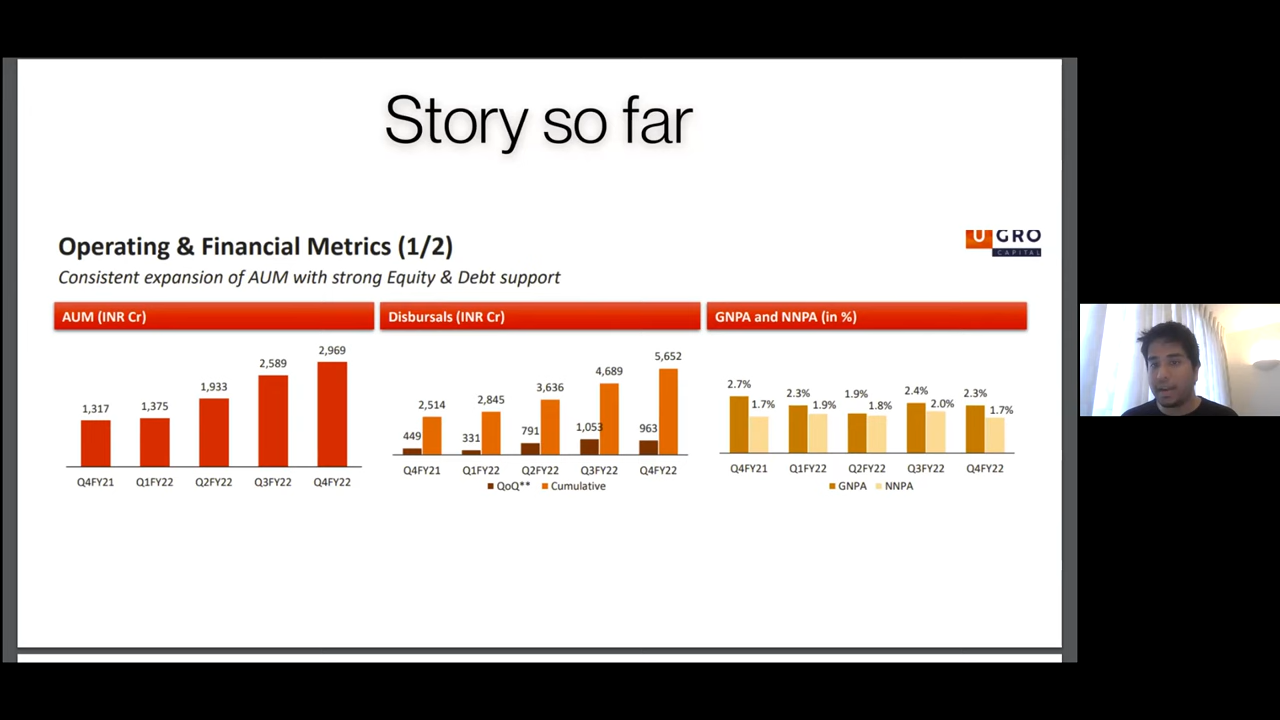 Story so far
Operating & Financial Metrics (1/2)
U GRO
CAPITAL
Consistent expansion of AUM with strong Equity & Debt support
AUM (INR Cr)
1,317
1,375
1,933
2,589
2,969
Q4FY21 Q1FY22 Q2FY22 Q3FY22 Q4FY22
Disbursals (INR Cr)
449 2,514
331 2,845
791 3,636
1,053 4,689
963 5,652
Q4FY21 Q1FY22 Q2FY22 Q3FY22 Q4FY22
QoQ** Cumulative
GNPA and NNPA (in %)
2.7% 1.7%
2.3% 1.9%
1.9% 1.8%
2.4% 2.0%
2.3% 1.7%
Q4FY21 Q1FY22 Q2FY22 Q3FY22 Q4FY22
GNPA NNPA